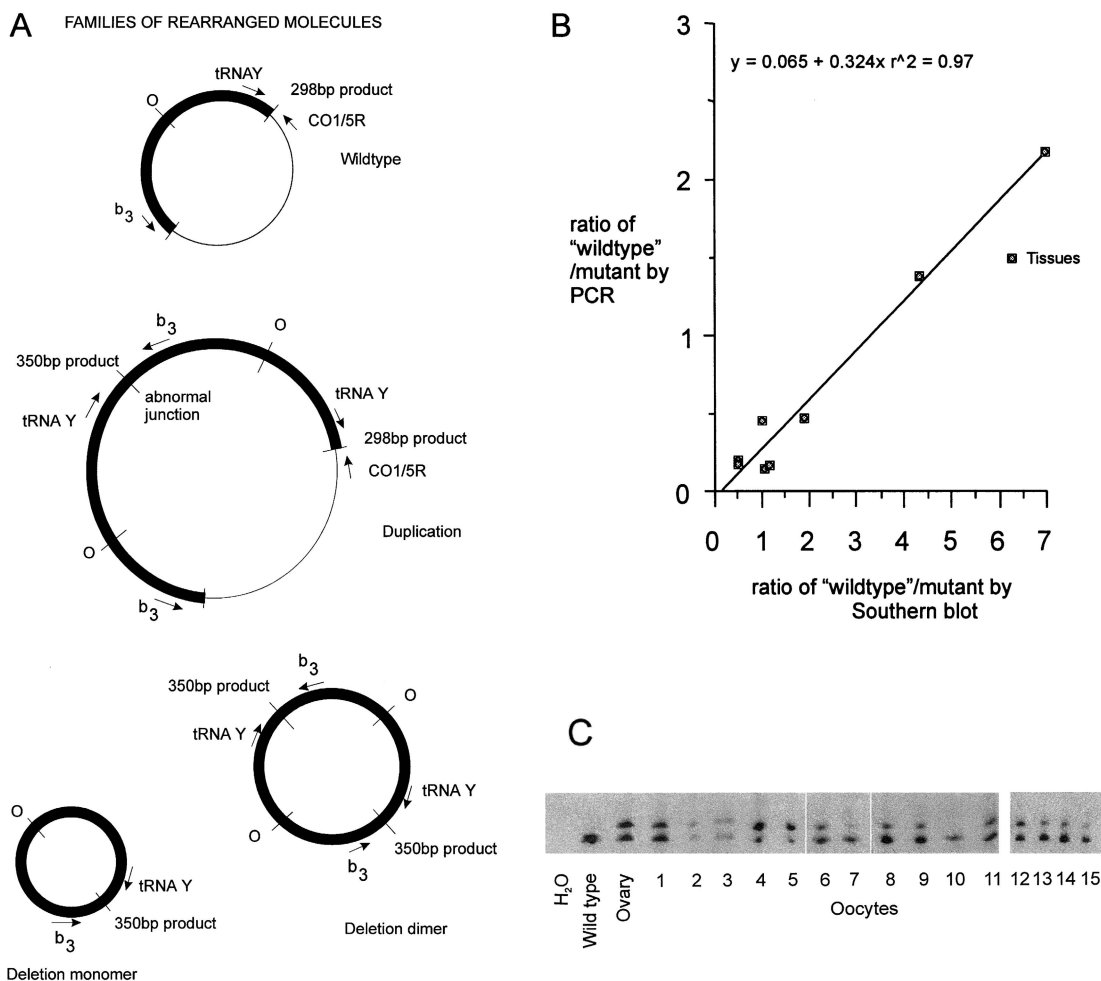 A
FAMILIES OF REARRANGED MOLECULES
tRNAY
O
298bp product
CO1/5R
Wildtype
b3
b3
O
350bp product
abnormal
junction
tRNA Y
tRNA Y
298bp product
CO1/5R
Duplication
O
b3
b3
350bp product
O
tRNA Y
tRNA Y
O
b3
350bp product
Deletion dimer
O
tRNA Y
350bp product
b3
Deletion monomer
B
y = 0.065 + 0.324x r^2 = 0.97
3
2
1
0
ratio of
"wildtype"
/mutant by
PCR
Tissues
0 1 2 3 4 5 6 7
ratio of "wildtype"/mutant by
Southern blot
C
H2O
Wild type
Ovary
1 2 3 4 5 6 7 8 9 10 11 12 13 14 15
Oocytes